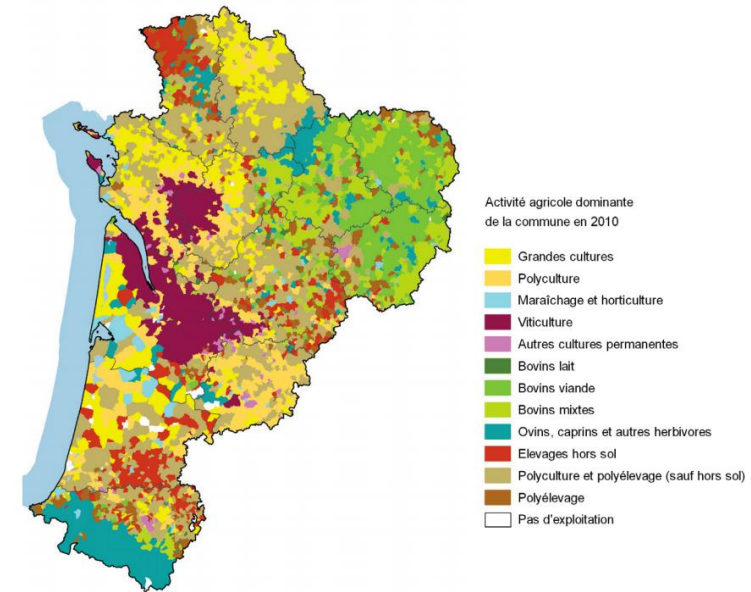 Activité agricole dominante
de la commune en 2010
Grandes cultures
Polyculture
Maraîchage et horticulture
Viticulture
Autres cultures permanentes
Bovins lait
Bovins viande
Bovins mixtes
Ovins, caprins et autres herbivores
Elevages hors sol
Polyculture et polyélevage (sauf hors sol)
Polyélevage
Pas d'exploitation